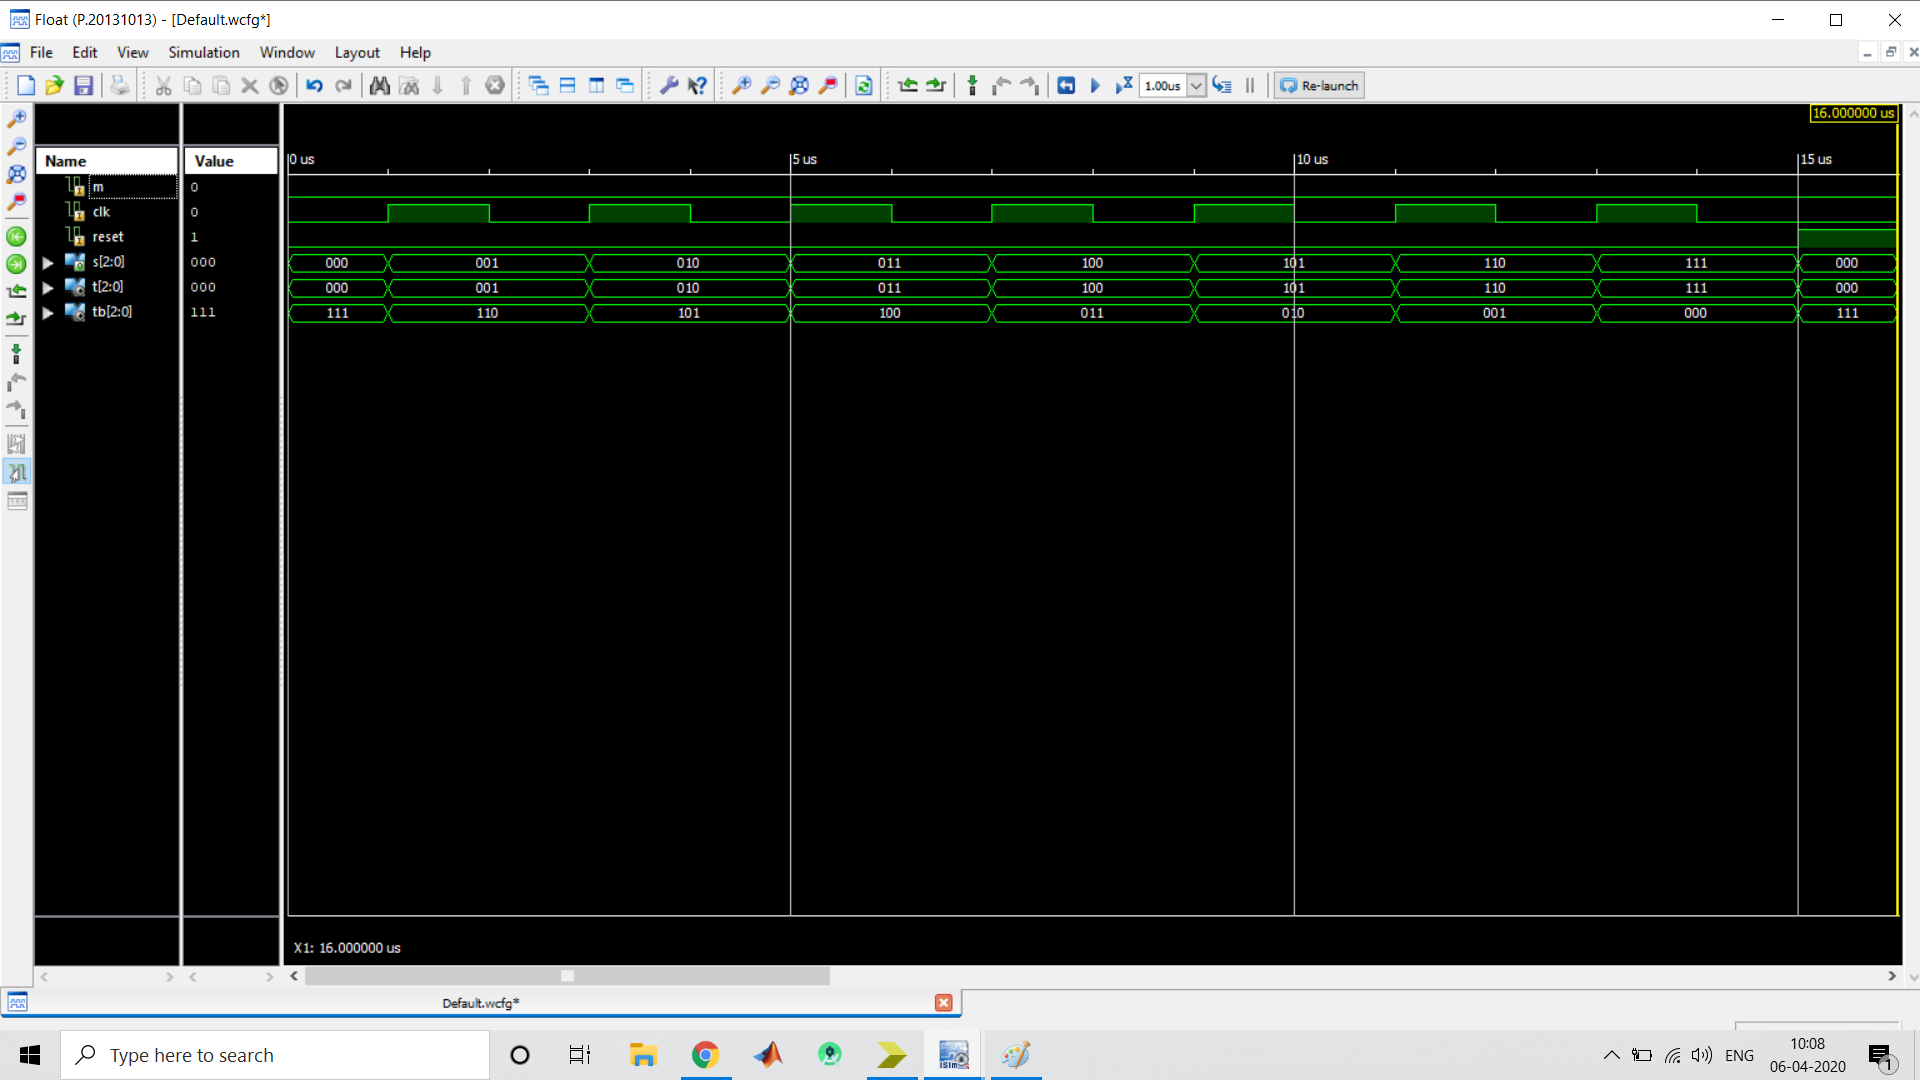 Float (P.20131013) - [Default.wcfg*]
File Edit View Simulation Window Layout Help
1.00us Re-launch
16.000000 us
Name Value 0 us 5 us 10 us 15 us
m 0
clk 0
reset 1
s[2:0] 000 000 001 010 011 100 101 110 111 000
t[2:0] 000 000 001 010 011 100 101 110 111 000
tb[2:0] 111 111 110 101 100 011 010 001 000 111
X1: 16.000000 us
Default.wcfg*
Type here to search
ISim
ENG
10:08
06-04-2020
1